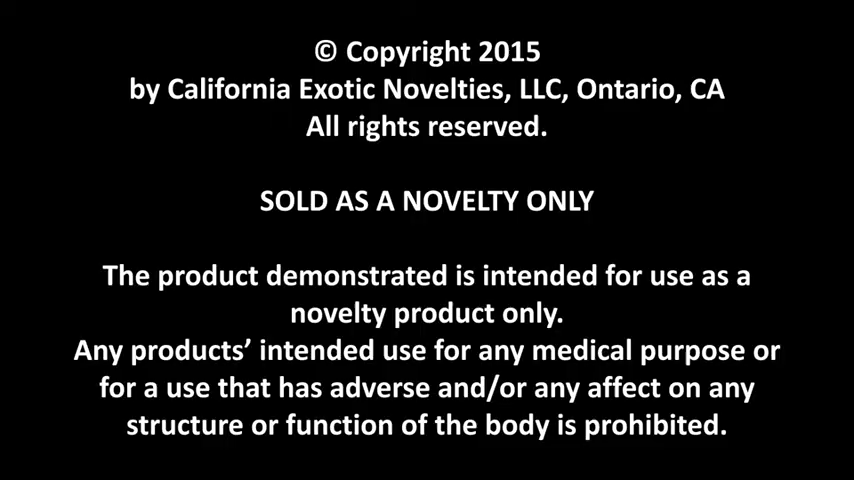 © Copyright 2015
by California Exotic Novelties, LLC, Ontario, CA
All rights reserved.
SOLD AS A NOVELTY ONLY
The product demonstrated is intended for use as a
novelty product only.
Any products’ intended use for any medical purpose or
for a use that has adverse and/or any affect on any
structure or function of the body is prohibited.